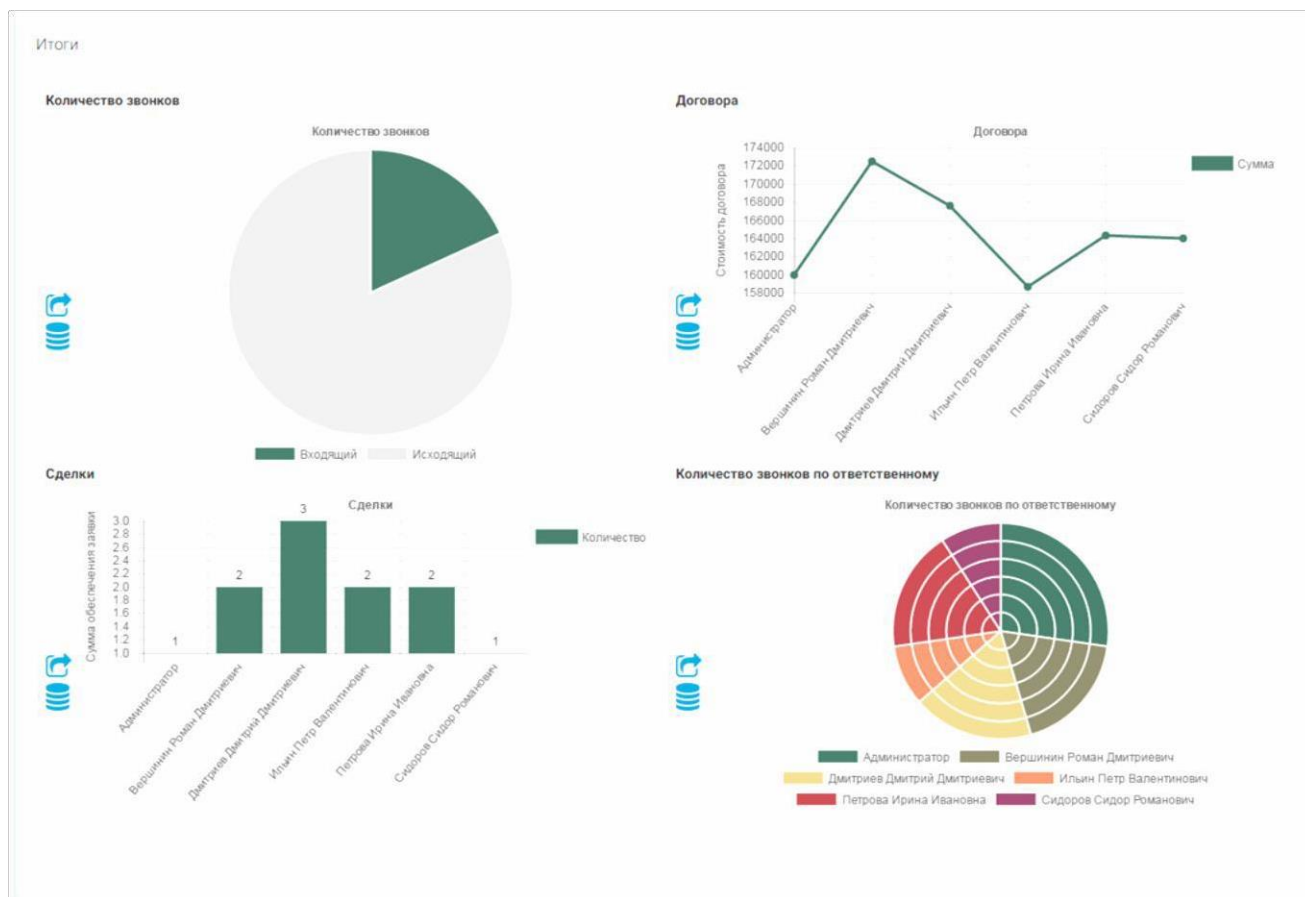 Итоги
Количество звонков
Количество звонков
Входящий
Исходящий
Договора
Договора
Стоимость договора
174000
172000
170000
168000
166000
164000
162000
160000
158000
Администратор
Вершинин Роман Дмитриевич
Дмитриев Дмитрий Дмитриевич
Ильин Петр Валентинович
Петрова Ирина Ивановна
Сидоров Сидор Романович
Сумма
Сделки
Сделки
Сумма обеспечения заявки
3.0
2.8
2.6
2.4
2.2
2.0
1.8
1.6
1.4
1.2
1.0
1
2
3
2
2
1
Администратор
Вершинин Роман Дмитриевич
Дмитриев Дмитрий Дмитриевич
Ильин Петр Валентинович
Петрова Ирина Ивановна
Сидоров Сидор Романович
Количество
Количество звонков по ответственному
Количество звонков по ответственному
Администратор
Вершинин Роман Дмитриевич
Дмитриев Дмитрий Дмитриевич
Ильин Петр Валентинович
Петрова Ирина Ивановна
Сидоров Сидор Романович